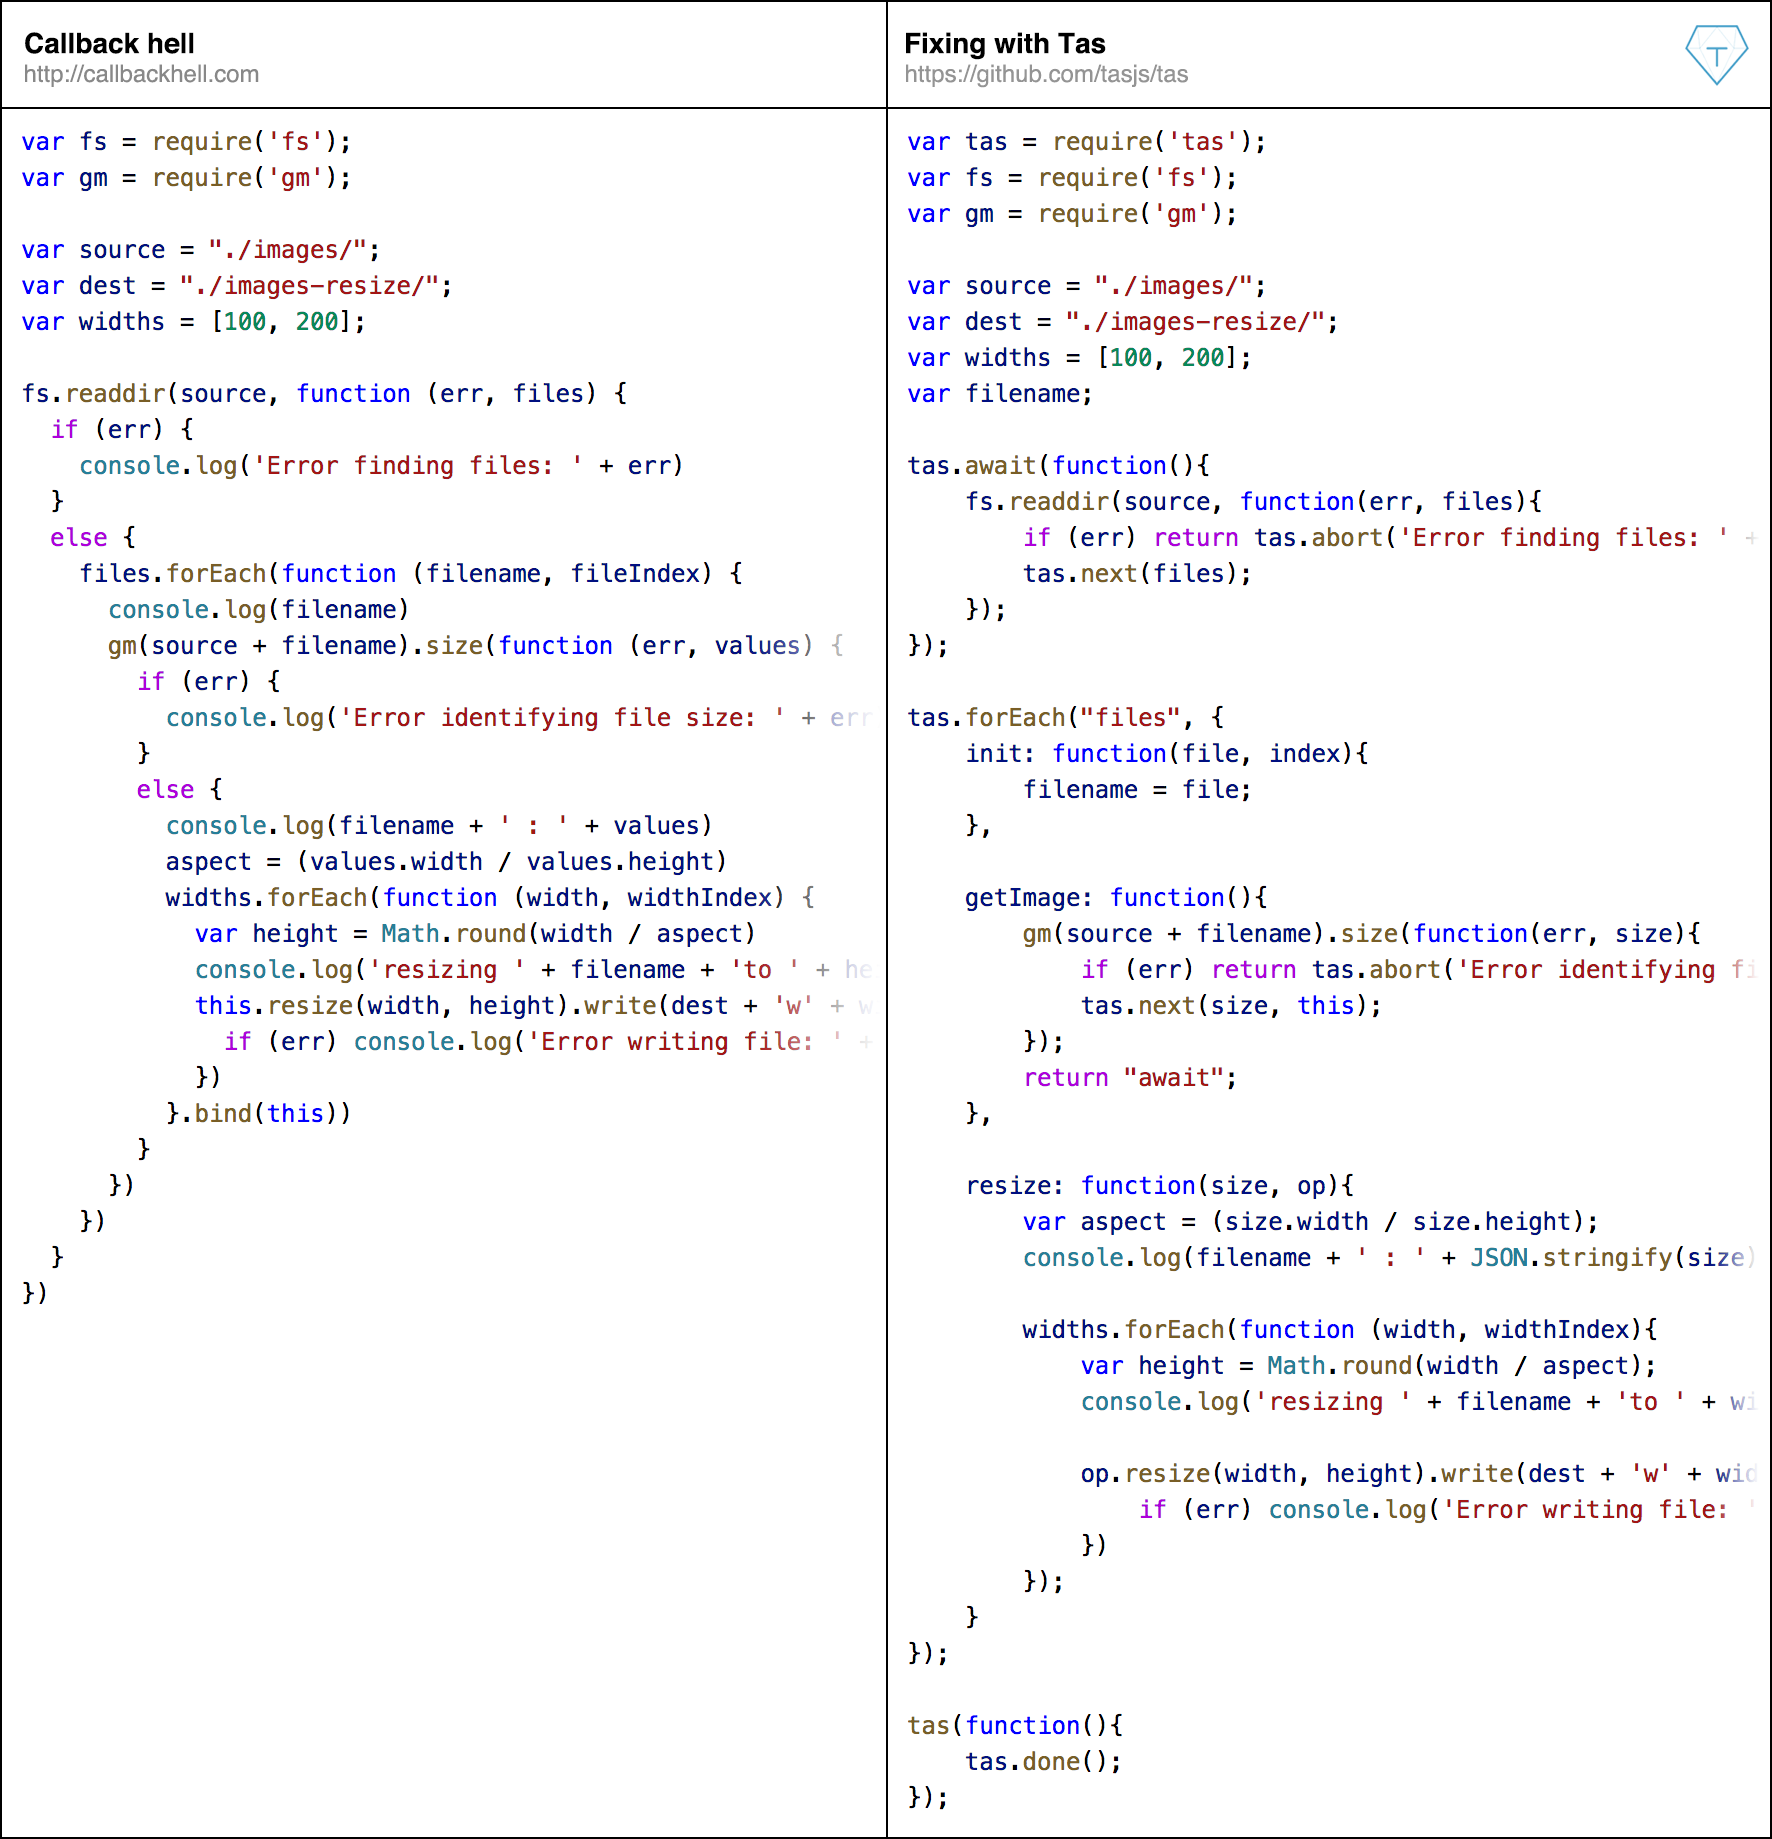 Callback hell
http://callbackhell.com
var fs = require('fs');
var gm = require('gm');
var source = "./images/";
var dest = "./images-resize/";
var widths = [100, 200];
fs.readdir(source, function (err, files) {
  if (err) {
    console.log('Error finding files: ' + err)
  }
  else {
    files.forEach(function (filename, fileIndex) {
      console.log(filename)
      gm(source + filename).size(function (err, values) {
        if (err) {
          console.log('Error identifying file size: ' + err
        }
        else {
          console.log(filename + ' : ' + values)
          aspect = (values.width / values.height)
          widths.forEach(function (width, widthIndex) {
            var height = Math.round(width / aspect)
            console.log('resizing ' + filename + 'to ' + he
            this.resize(width, height).write(dest + 'w' + w
              if (err) console.log('Error writing file: ' +
            })
          }.bind(this))
        }
      })
    })
  }
})
Fixing with Tas
https://github.com/tasjs/tas
T
var tas = require('tas');
var fs = require('fs');
var gm = require('gm');
var source = "./images/";
var dest = "./images-resize/";
var widths = [100, 200];
var filename;
tas.await(function(){
    fs.readdir(source, function(err, files){
        if (err) return tas.abort('Error finding files: ' +
        tas.next(files);
    });
});
tas.forEach("files", {
    init: function(file, index){
        filename = file;
    },
    getImage: function(){
        gm(source + filename).size(function(err, size){
            if (err) return tas.abort('Error identifying fi
            tas.next(size, this);
        });
        return "await";
    },
    resize: function(size, op){
        var aspect = (size.width / size.height);
        console.log(filename + ' : ' + JSON.stringify(size)
        widths.forEach(function (width, widthIndex){
            var height = Math.round(width / aspect);
            console.log('resizing ' + filename + 'to ' + wi
            op.resize(width, height).write(dest + 'w' + wid
                if (err) console.log('Error writing file: '
            })
        });
    }
});
tas(function(){
    tas.done();
});